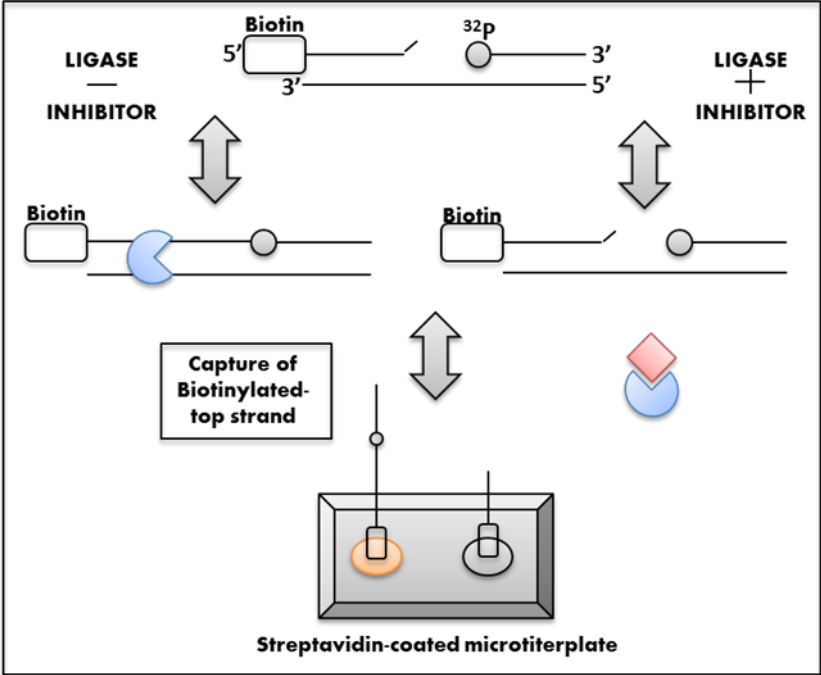 Biotin
32P
5’
3’
3’
5’
LIGASE
—
INHIBITOR
LIGASE
+
INHIBITOR
Biotin
Biotin
Capture of
Biotinylated-
top strand
Streptavidin-coated microtiterplate